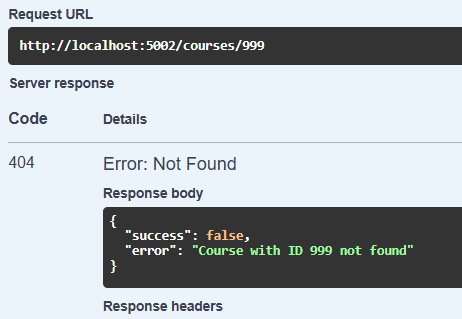 Request URL
http://localhost:5002/courses/999
Server response
Code Details
404 Error: Not Found
Response body
{
  "success": false,
  "error": "Course with ID 999 not found"
}
Response headers